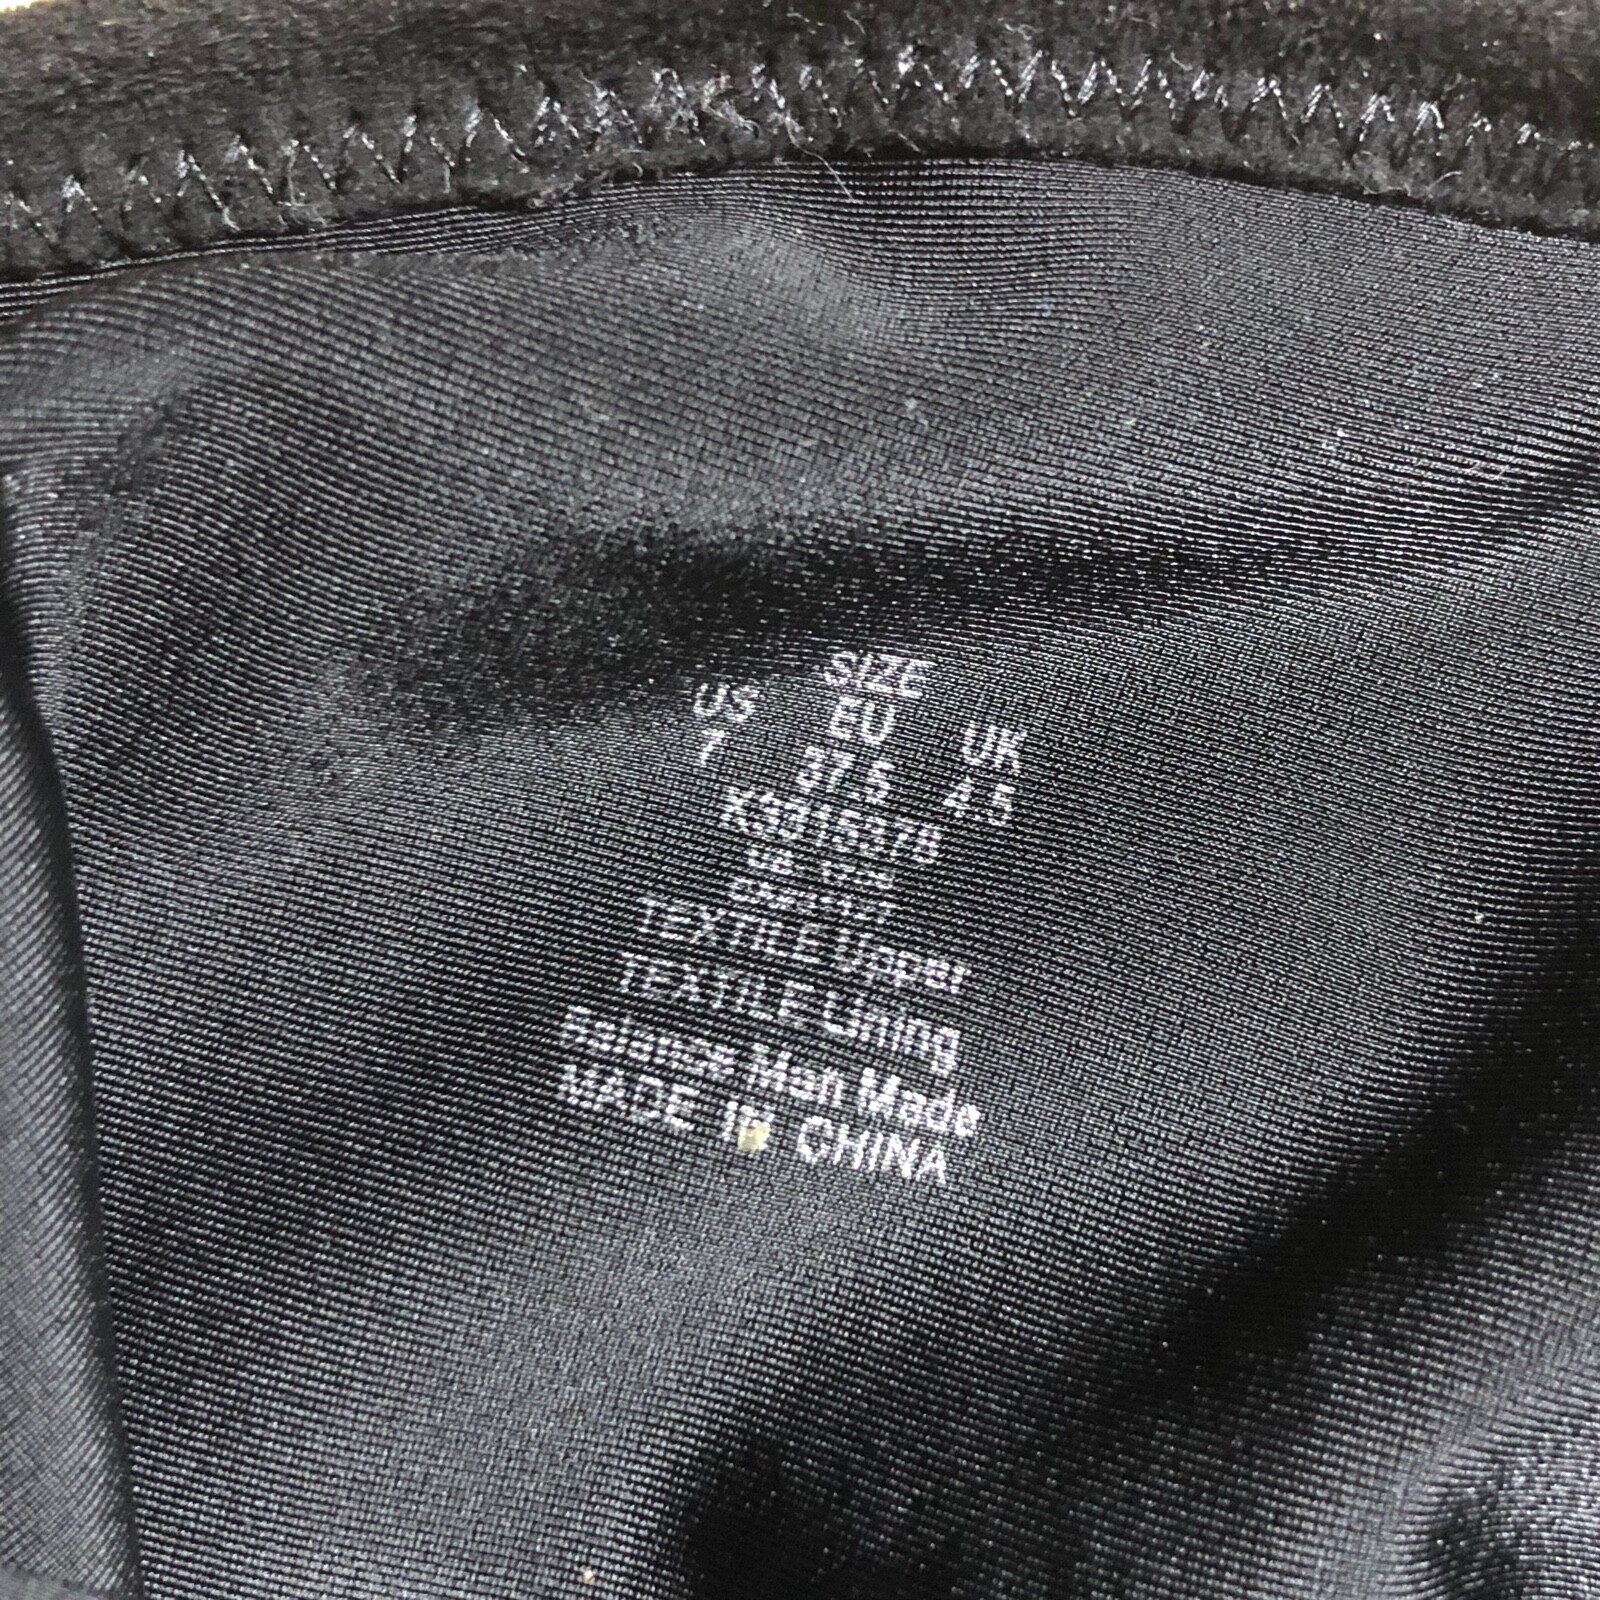 SIZE
US EU UK
7 37.5 4.5
K3315378
TEXTILE Upper
TEXTILE Lining
Balance Man Made
MADE IN CHINA